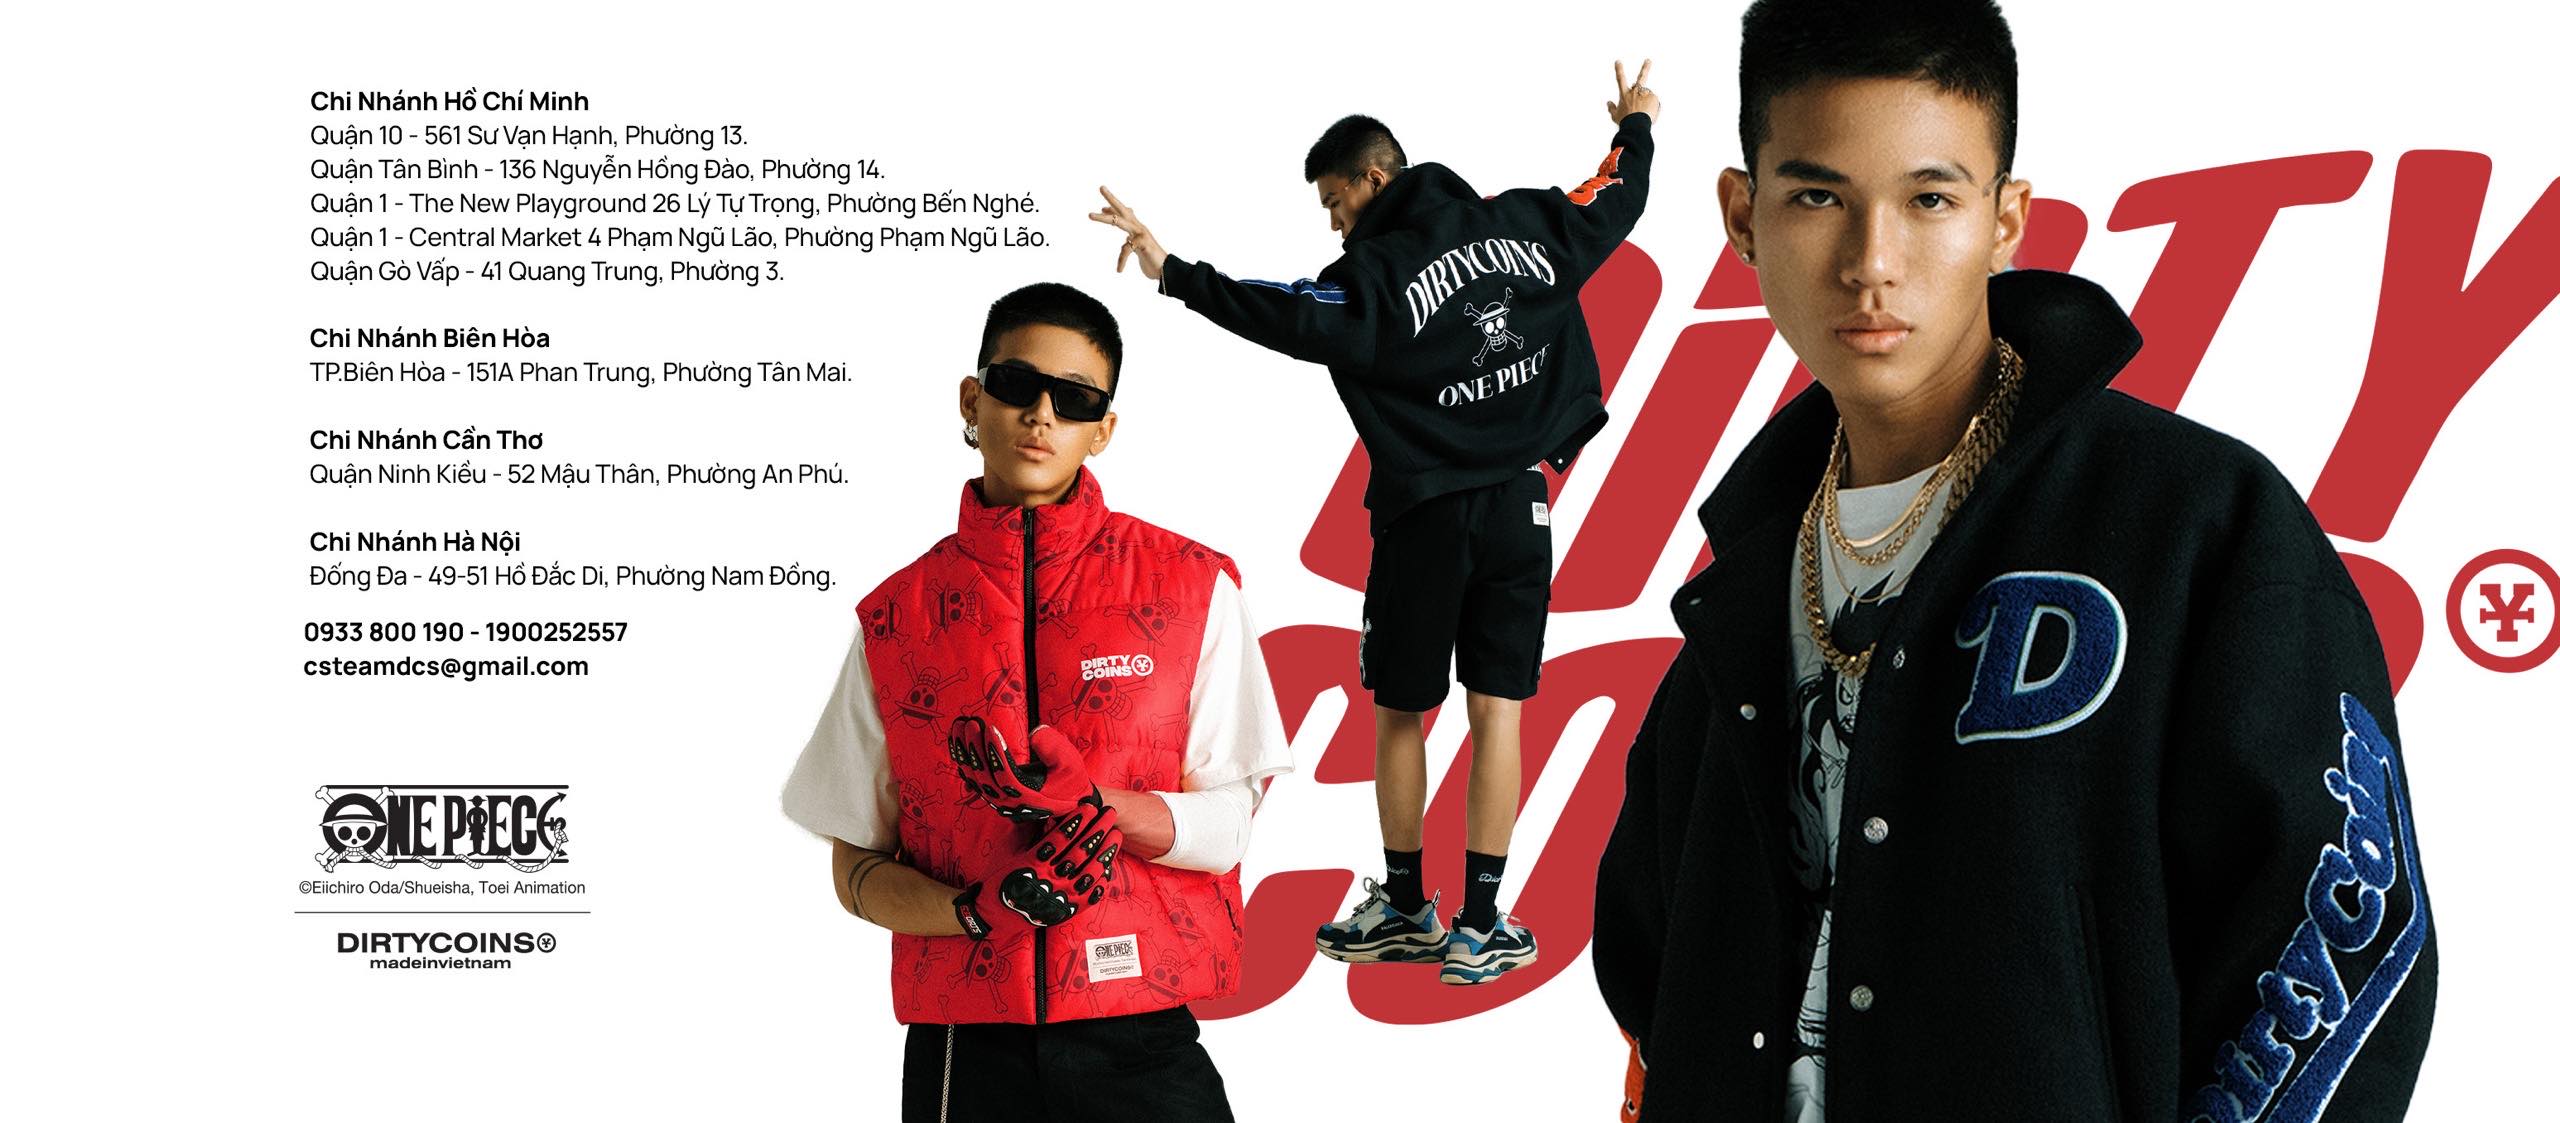 Chi Nhánh Hồ Chí Minh
Quận 10 - 561 Sư Vạn Hạnh, Phường 13.
Quận Tân Bình - 136 Nguyễn Hồng Đào, Phường 14.
Quận 1 - The New Playground 26 Lý Tự Trọng, Phường Bến Nghé.
Quận 1 - Central Market 4 Phạm Ngũ Lão, Phường Phạm Ngũ Lão.
Quận Gò Vấp - 41 Quang Trung, Phường 3.
Chi Nhánh Biên Hòa
TP.Biên Hòa - 151A Phan Trung, Phường Tân Mai.
Chi Nhánh Cần Thơ
Quận Ninh Kiều - 52 Mậu Thân, Phường An Phú.
Chi Nhánh Hà Nội
Đống Đa - 49-51 Hồ Đắc Di, Phường Nam Đồng.
0933 800 190 - 1900252557
csteamdcs@gmail.com
ONE PIECE
©Eiichiro Oda/Shueisha, Toei Animation
DIRTYCOINS
madeinvietnam
DIRTY
COINS
ONE PIECE
DIRTYCOINS
DIRTYCOINS
ONE PIECE
DIRTY
CO
D
Dirtycoin